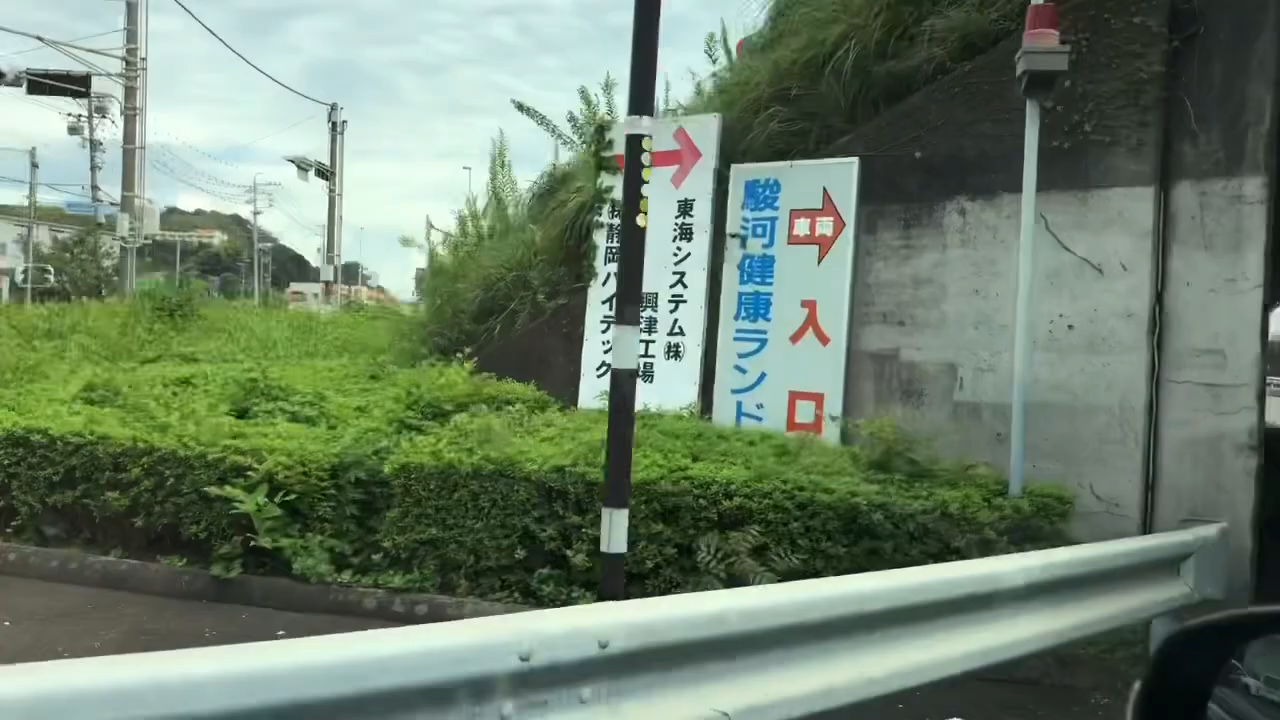 東海システム㈱
興津工場
㈱静岡ハイテック
車両
入口
駿河健康ランド